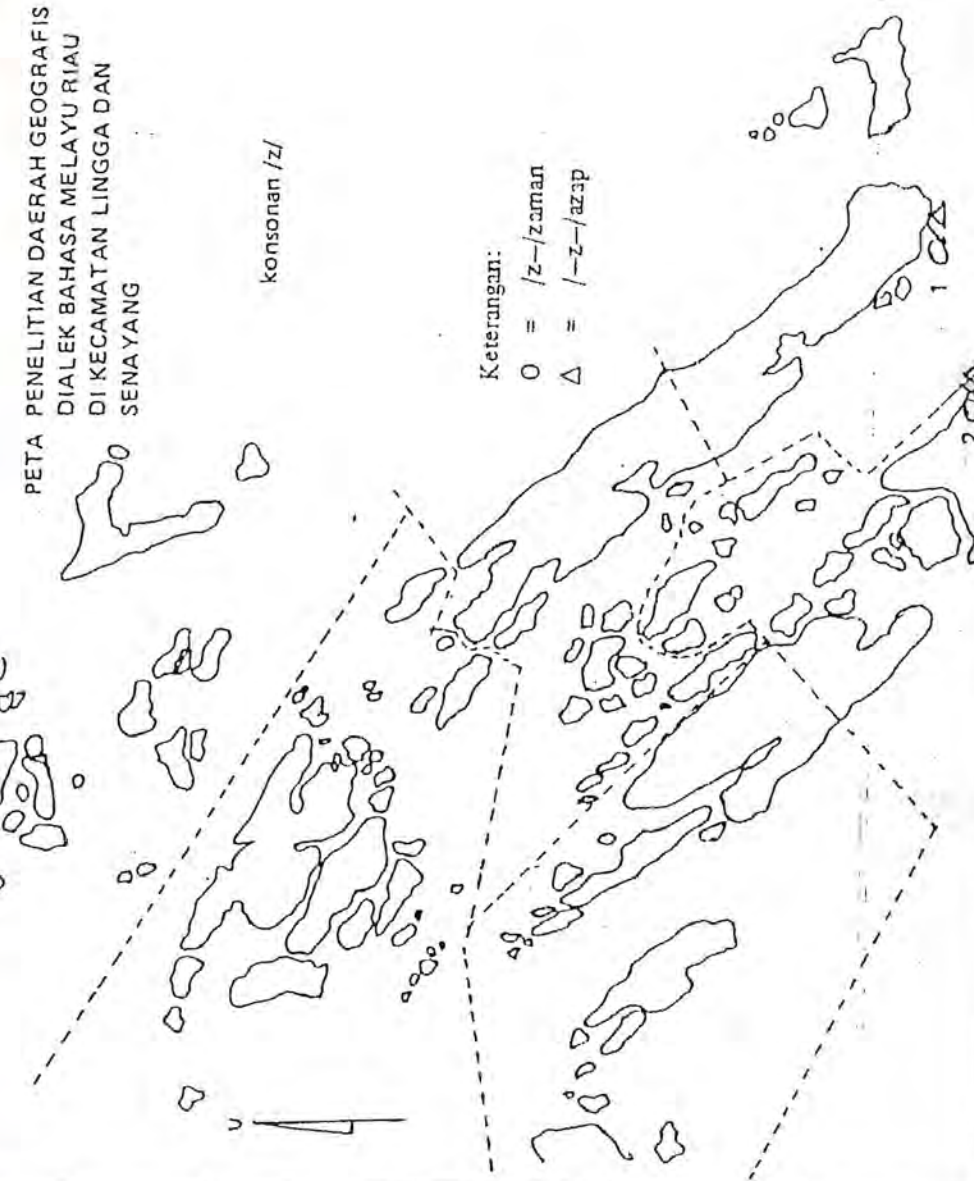 PETA PENELITIAN DAERAH GEOGRAFIS
DIALEK BAHASA MELAYU RIAU
DI KECAMATAN LINGGA DAN
SENAYANG
konsonan /z/
Keterangan:
O = /z–/zaman
△ = /–z–/azap
U
1 O/△
2